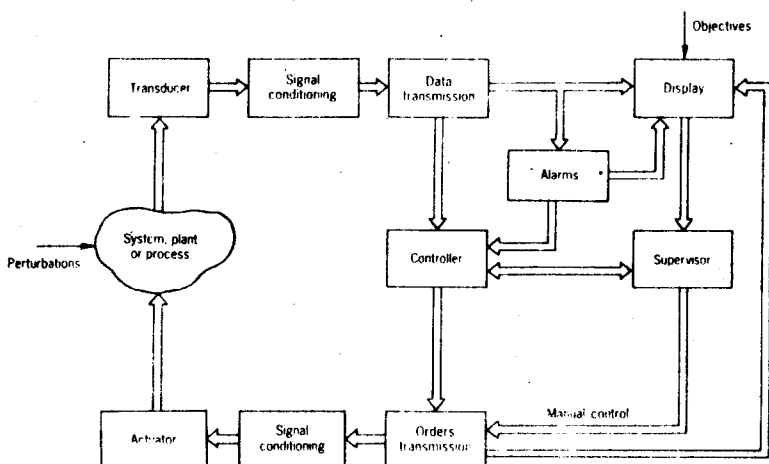 Objectives
Transducer
Signal
conditioning
Data
transmission
Display
Alarms
System, plant
or process
Perturbations
Controller
Supervisor
Manual control
Actuator
Signal
conditioning
Orders
transmission